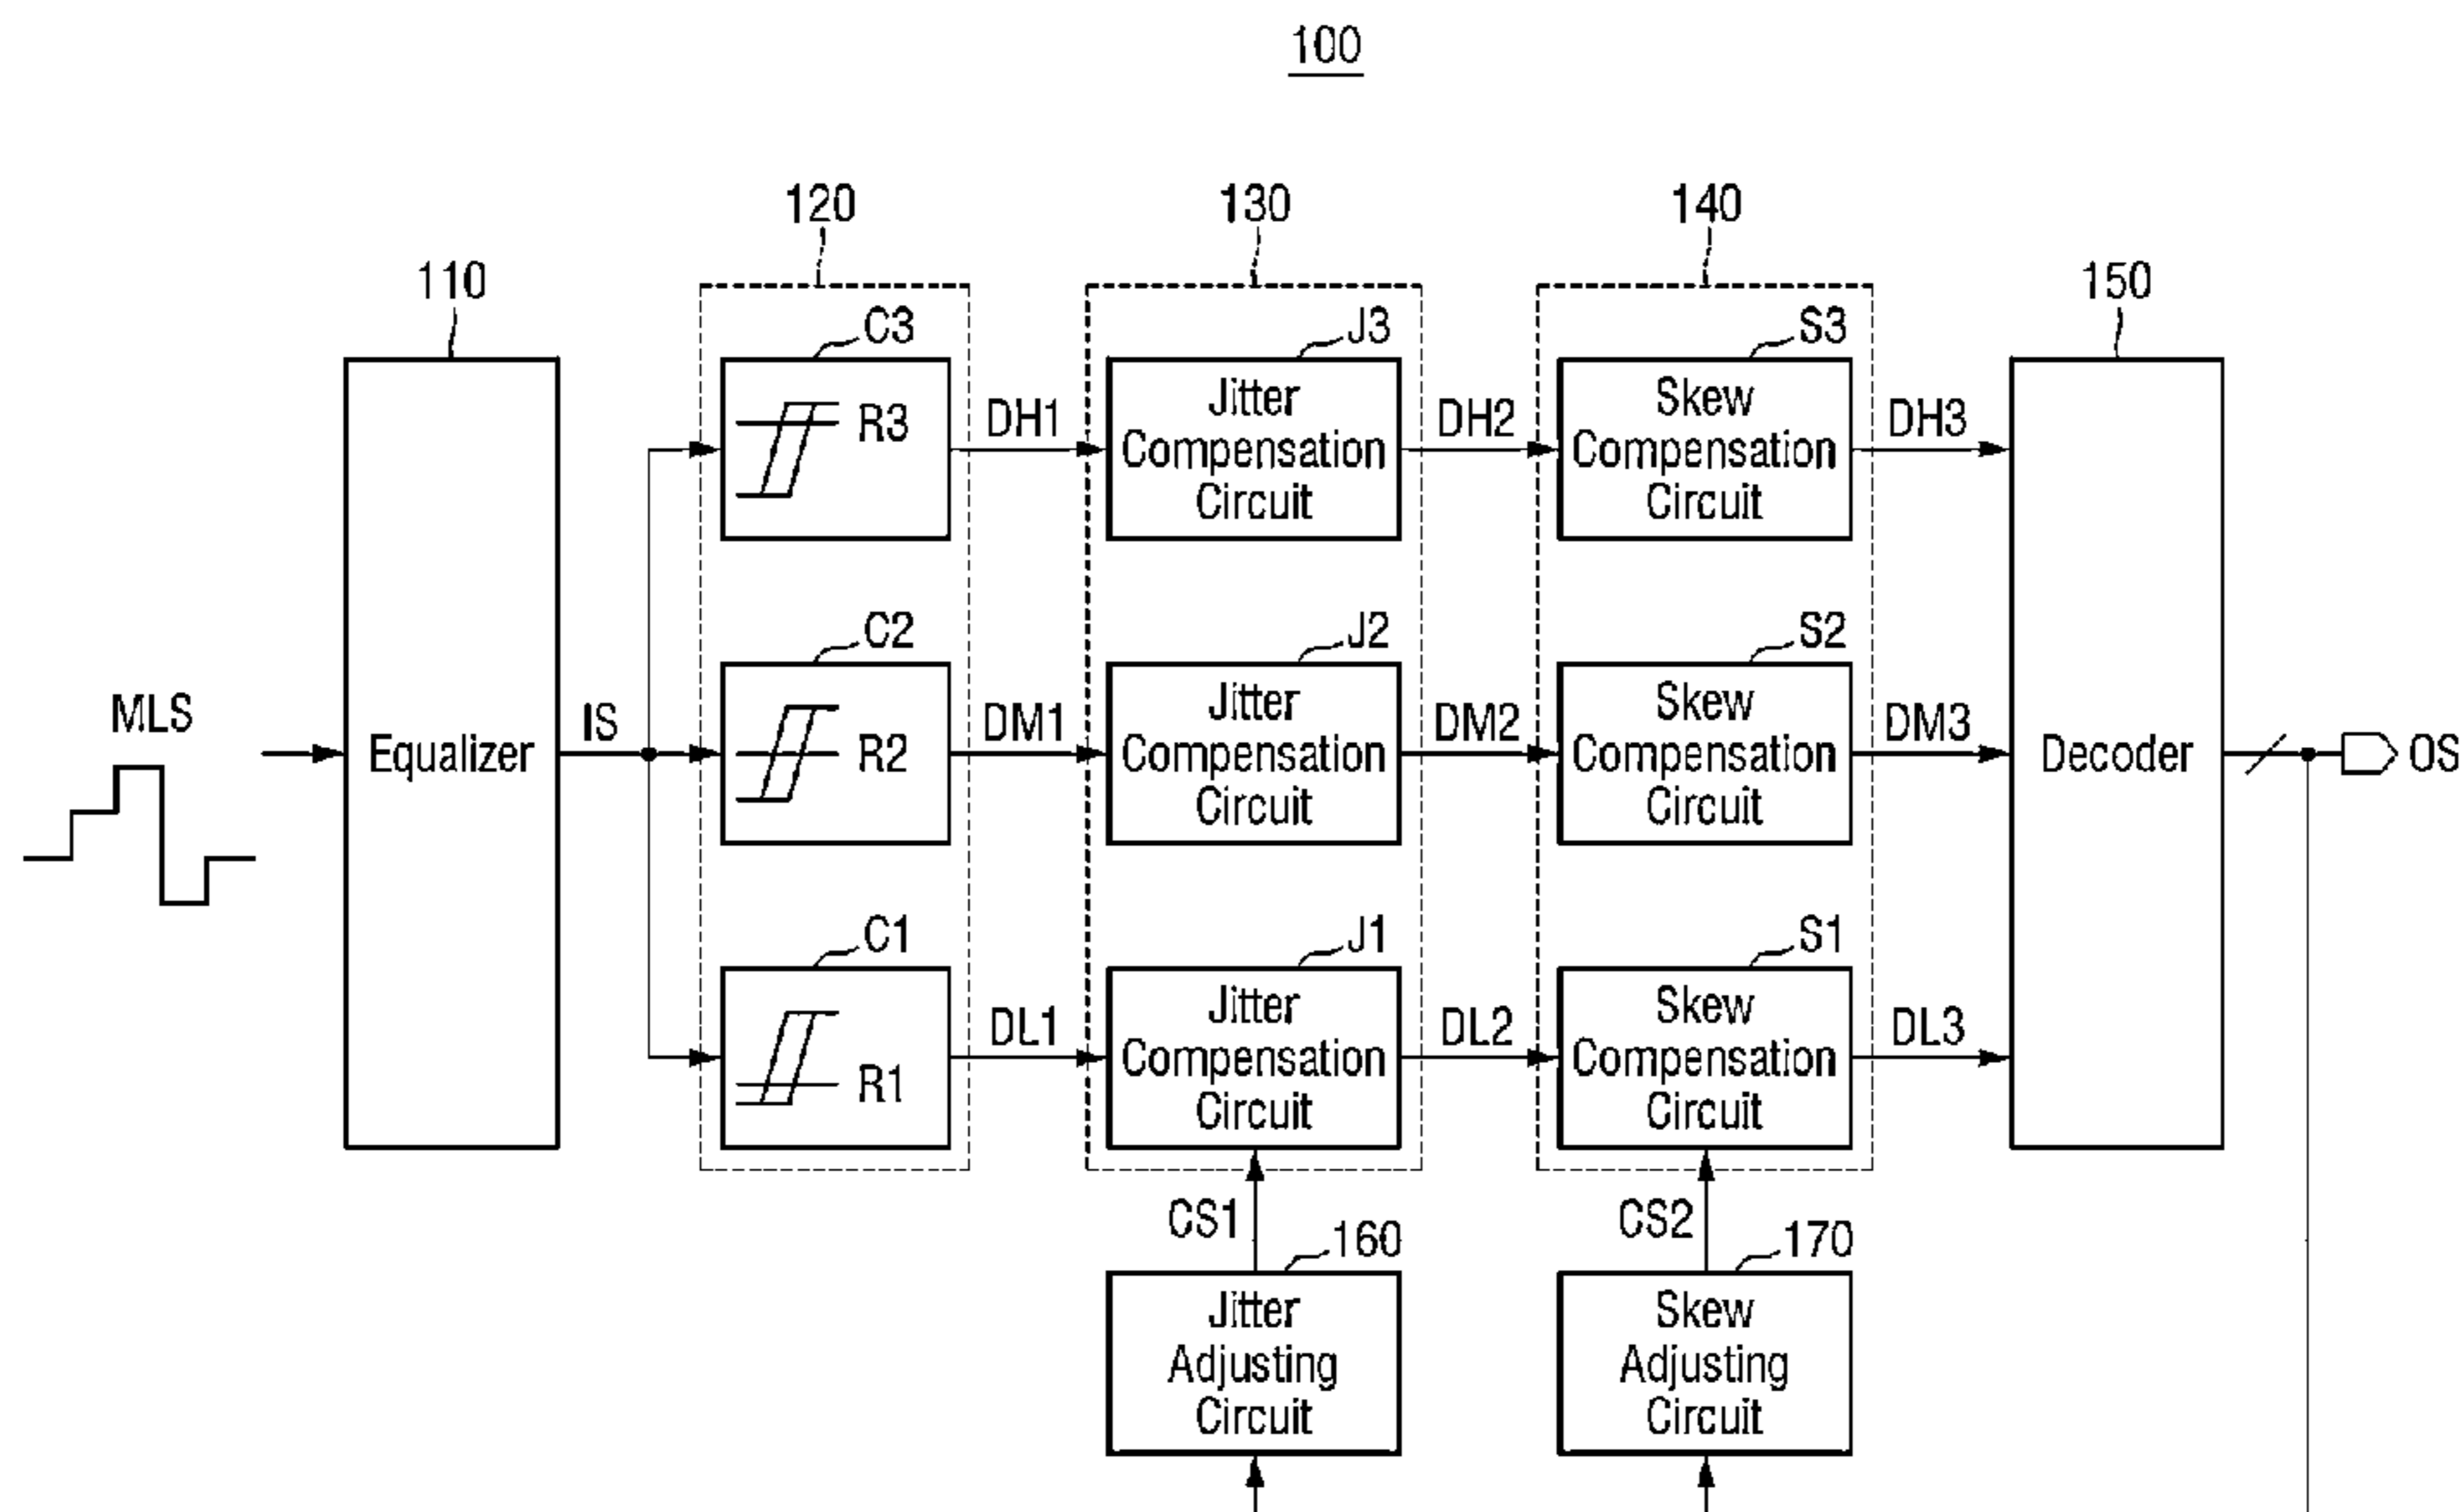 100
120
130
140
110
150
C3
J3
S3
R3
DH1
Jitter
Compensation
Circuit
DH2
Skew
Compensation
Circuit
DH3
C2
J2
S2
MLS
Equalizer
IS
R2
DM1
Jitter
Compensation
Circuit
DM2
Skew
Compensation
Circuit
DM3
Decoder
OS
C1
J1
S1
R1
DL1
Jitter
Compensation
Circuit
DL2
Skew
Compensation
Circuit
DL3
CS1
160
CS2
170
Jitter
Adjusting
Circuit
Skew
Adjusting
Circuit